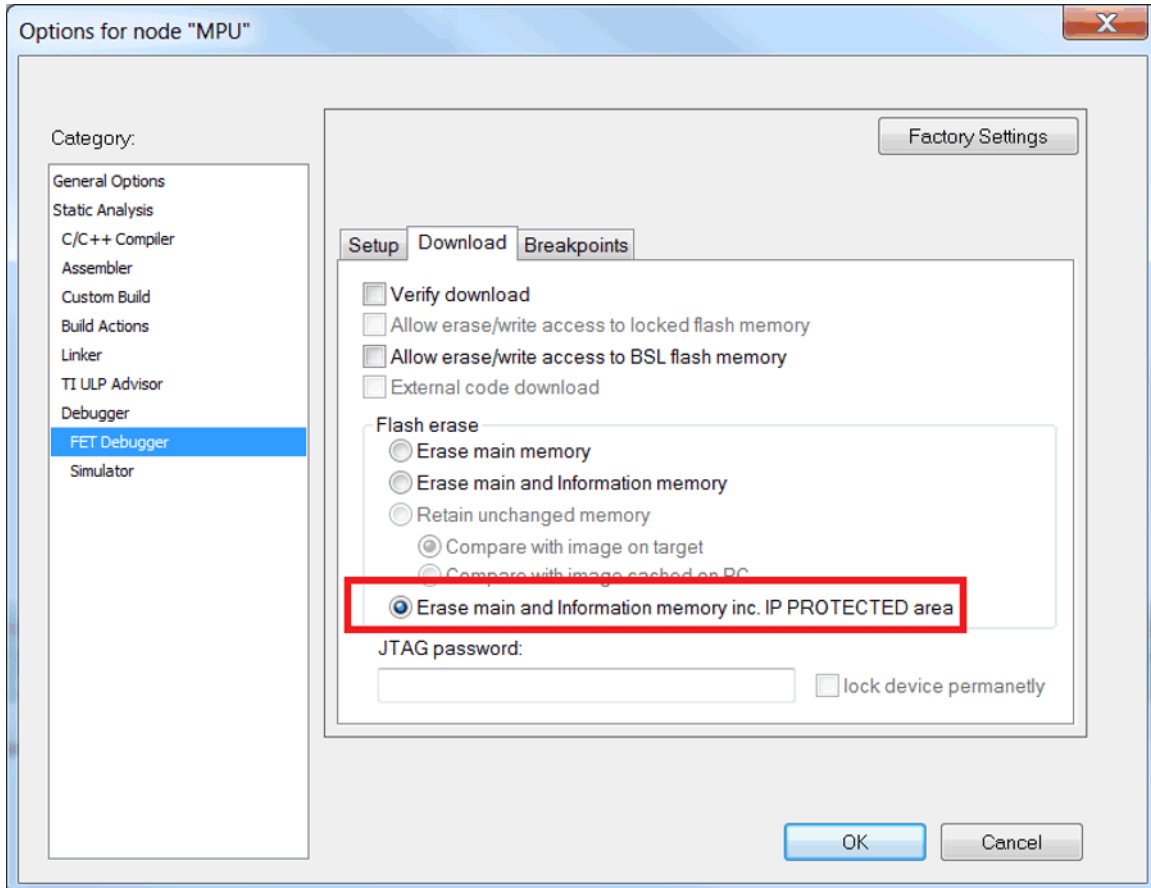 Options for node "MPU"
Category:
Factory Settings
General Options
Static Analysis
C/C++ Compiler
Assembler
Custom Build
Build Actions
Linker
TI ULP Advisor
Debugger
FET Debugger
Simulator
Setup Download Breakpoints
Verify download
Allow erase/write access to locked flash memory
Allow erase/write access to BSL flash memory
External code download
Flash erase
Erase main memory
Erase main and Information memory
Retain unchanged memory
Compare with image on target
Compare with image cached on PC
Erase main and Information memory inc. IP PROTECTED area
JTAG password:
lock device permanetly
OK Cancel